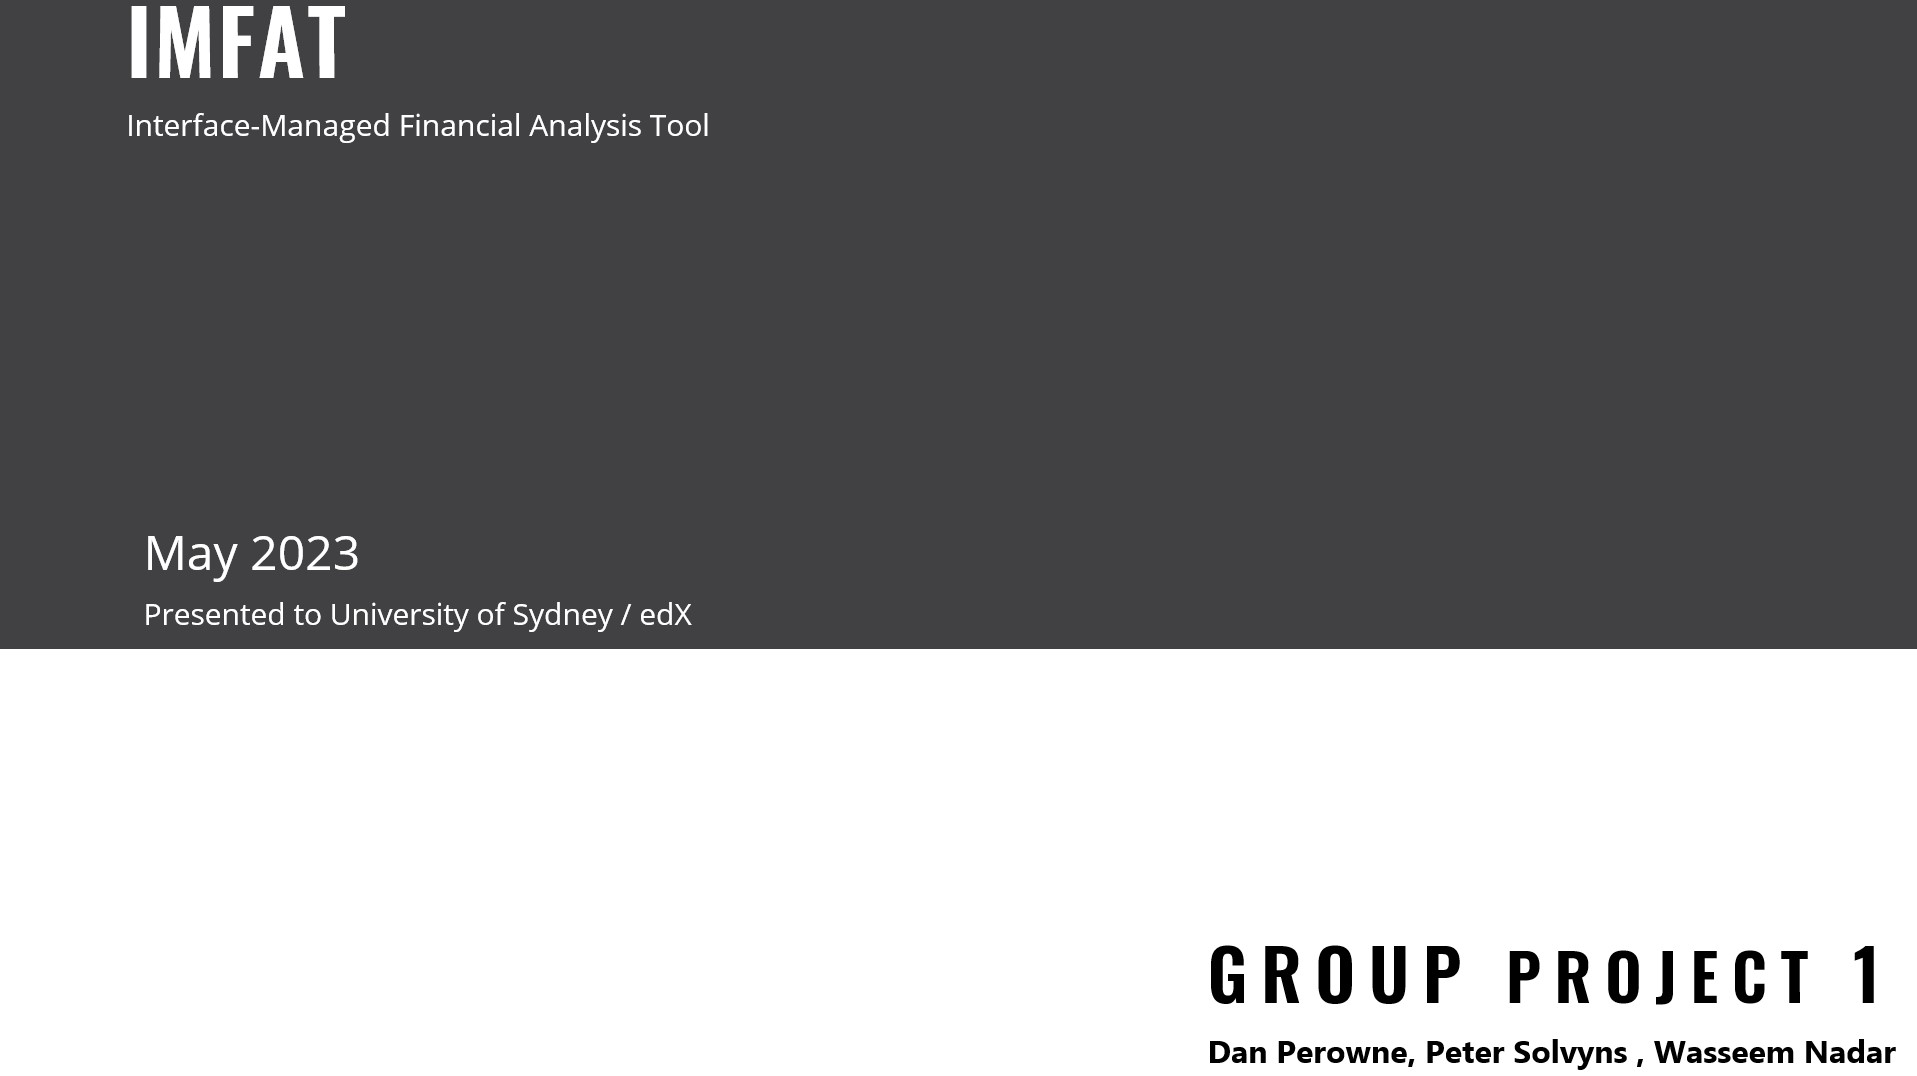 IMFAT
Interface-Managed Financial Analysis Tool
May 2023
Presented to University of Sydney / edX
GROUP PROJECT 1
Dan Perowne, Peter Solvyns , Wasseem Nadar